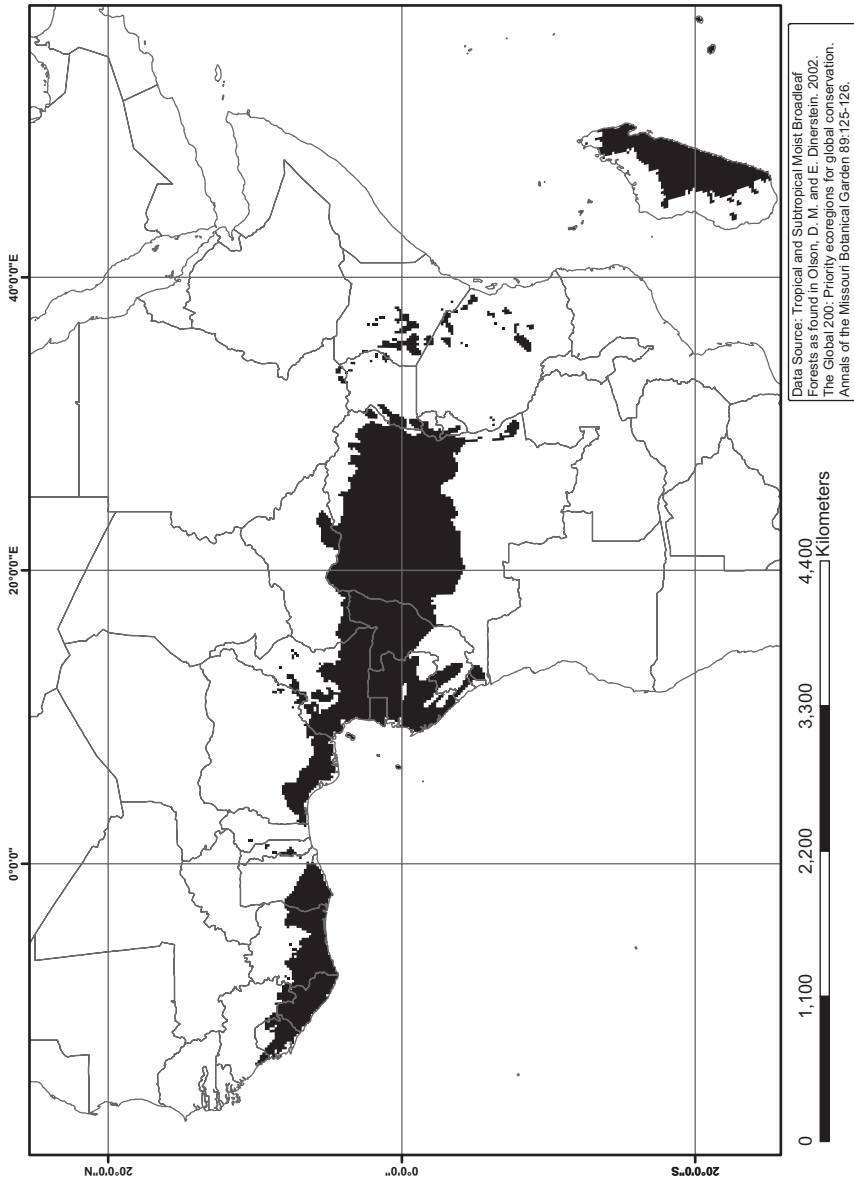 40°0'0"E
20°0'0"E
0°0'0"
20°0'0"N
0°0'0"
20°0'0"S
0 1,100 2,200 3,300 4,400
Kilometers
Data Source: Tropical and Subtropical Moist Broadleaf
Forests as found in Olson, D. M. and E. Dinerstein. 2002.
The Global 200: Priority ecoregions for global conservation.
Annals of the Missouri Botanical Garden 89:125-126.